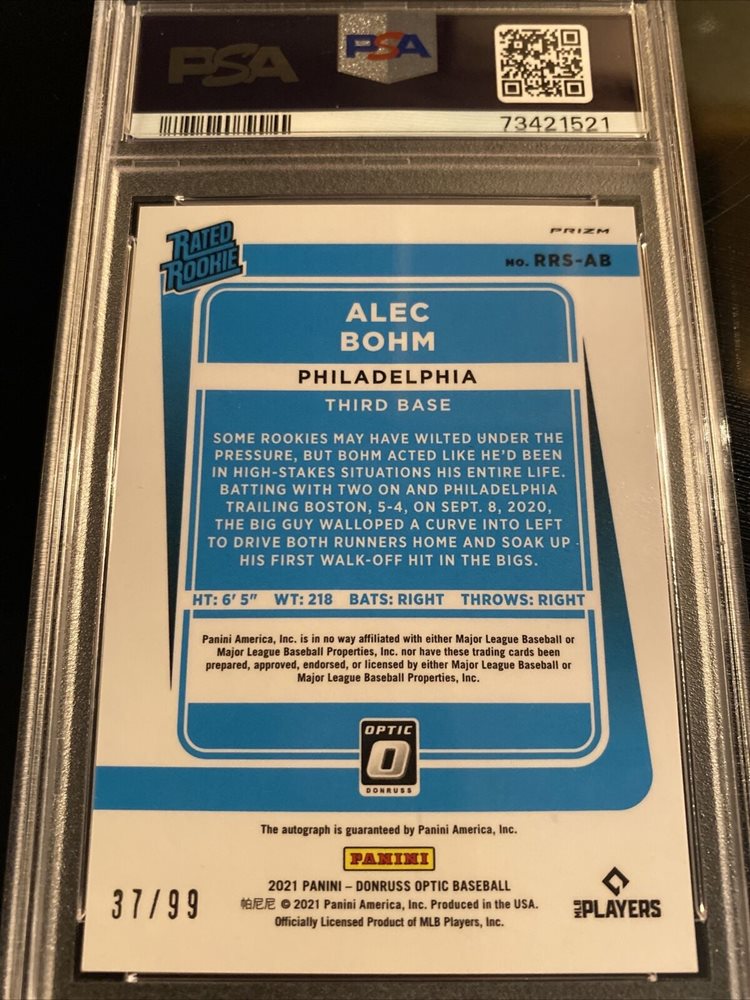 PSA
PSA
73421521
RATED
ROOKIE
PRIZM
NO. RRS-AB
ALEC
BOHM
PHILADELPHIA
THIRD BASE
SOME ROOKIES MAY HAVE WILTED UNDER THE
PRESSURE, BUT BOHM ACTED LIKE HE'D BEEN
IN HIGH-STAKES SITUATIONS HIS ENTIRE LIFE.
BATTING WITH TWO ON AND PHILADELPHIA
TRAILING BOSTON, 5-4, ON SEPT. 8, 2020,
THE BIG GUY WALLOPED A CURVE INTO LEFT
TO DRIVE BOTH RUNNERS HOME AND SOAK UP
HIS FIRST WALK-OFF HIT IN THE BIGS.
HT: 6' 5" WT: 218 BATS: RIGHT THROWS: RIGHT
Panini America, Inc. is in no way affiliated with either Major League Baseball or
Major League Baseball Properties, Inc. nor have these trading cards been
prepared, approved, endorsed, or licensed by either Major League Baseball or
Major League Baseball Properties, Inc.
OPTIC
O
DONRUSS
The autograph is guaranteed by Panini America, Inc.
PANINI
2021 PANINI – DONRUSS OPTIC BASEBALL
帕尼尼 © 2021 Panini America, Inc. Produced in the USA.
Officially Licensed Product of MLB Players, Inc.
37/99
MLB PLAYERS